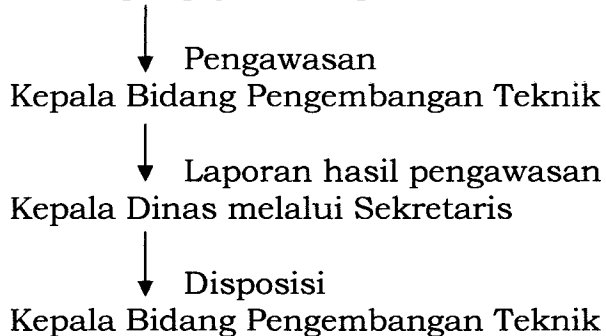 Pengawasan
Kepala Bidang Pengembangan Teknik
Laporan hasil pengawasan
Kepala Dinas melalui Sekretaris
Disposisi
Kepala Bidang Pengembangan Teknik